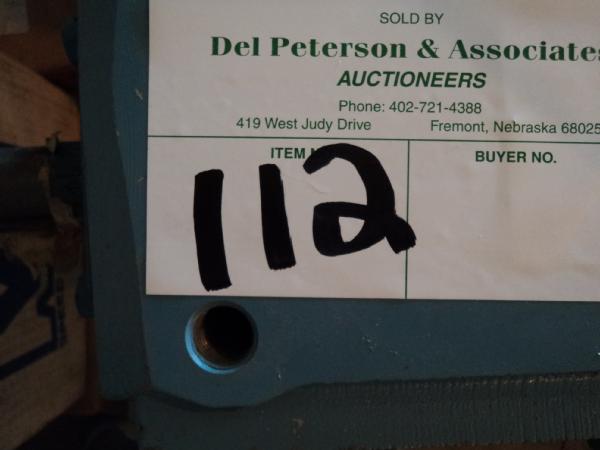 SOLD BY
Del Peterson & Associates
AUCTIONEERS
Phone: 402-721-4388
419 West Judy Drive Fremont, Nebraska 68025
ITEM BUYER NO.
112